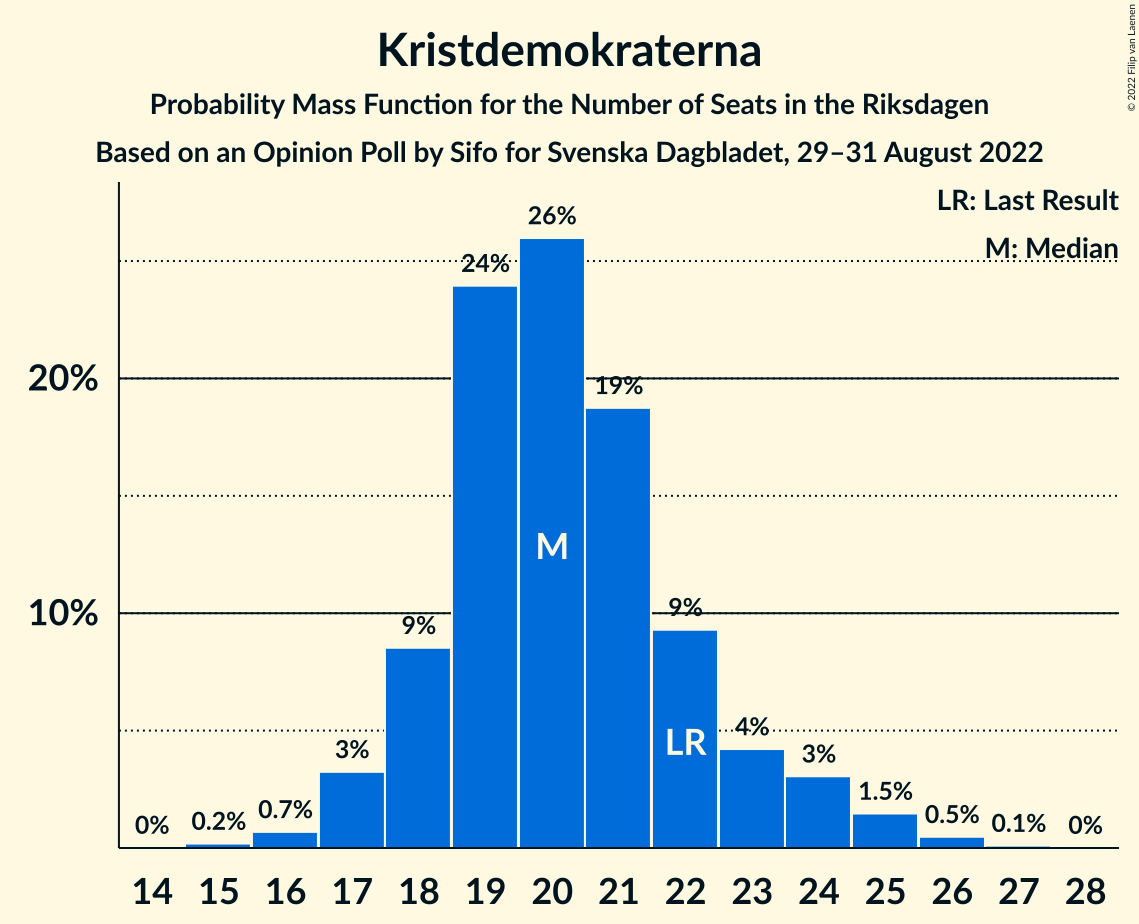 Kristdemokraterna
Probability Mass Function for the Number of Seats in the Riksdagen
Based on an Opinion Poll by Sifo for Svenska Dagbladet, 29–31 August 2022
© 2022 Filip van Laenen
LR: Last Result
M: Median
20%
10%
0%
0.2%
0.7%
3%
9%
24%
26%
19%
9%
4%
3%
1.5%
0.5%
0.1%
0%
M
LR
14 15 16 17 18 19 20 21 22 23 24 25 26 27 28